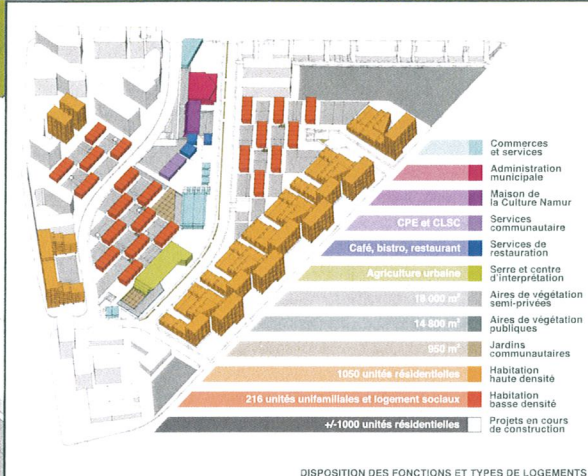 Commerces
et services
Administration
municipale
Maison de
la Culture Namur
CPE et CLSC
Services
communautaire
Café, bistro, restaurant
Services de
restauration
Agriculture urbaine
Serre et centre
d'interprétation
18 000 m²
Aires de végétation
semi-privées
14 800 m²
Aires de végétation
publiques
950 m²
Jardins
communautaires
1050 unités résidentielles
Habitation
haute densité
216 unités unifamiliales et logement sociaux
Habitation
basse densité
+/-1000 unités résidentielles
Projets en cours
de construction
DISPOSITION DES FONCTIONS ET TYPES DE LOGEMENTS